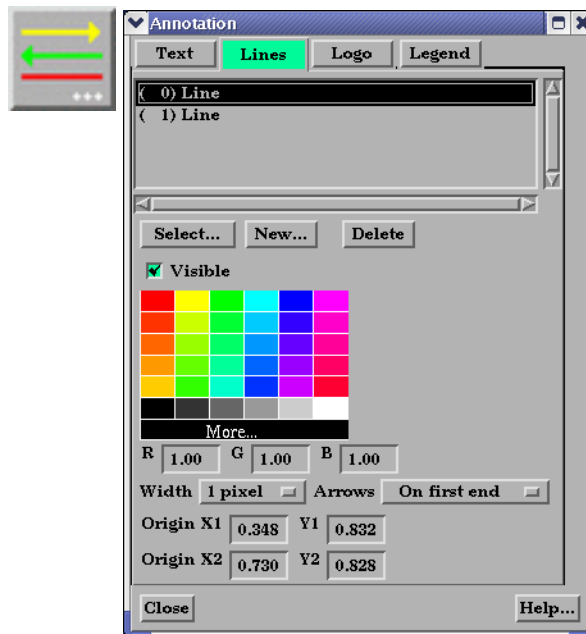 Annotation
Text Lines Logo Legend
( 0) Line
( 1) Line
Select... New... Delete
Visible
More...
R 1.00 G 1.00 B 1.00
Width 1 pixel Arrows On first end
Origin X1 0.348 Y1 0.832
Origin X2 0.730 Y2 0.828
Close Help...